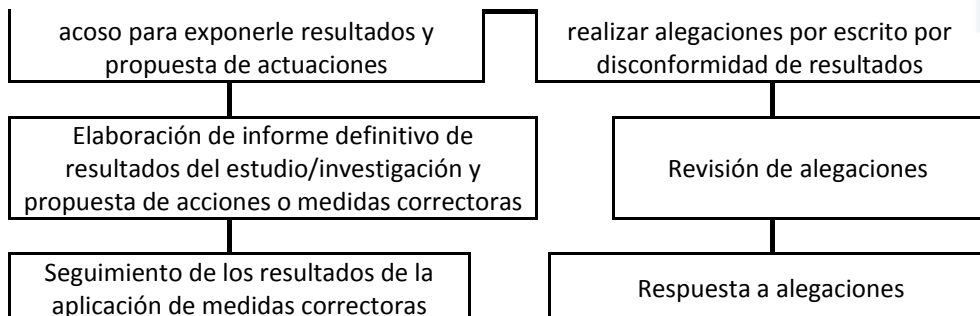 acoso para exponerle resultados y
propuesta de actuaciones
realizar alegaciones por escrito por
disconformidad de resultados
Elaboración de informe definitivo de
resultados del estudio/investigación y
propuesta de acciones o medidas correctoras
Revisión de alegaciones
Seguimiento de los resultados de la
aplicación de medidas correctoras
Respuesta a alegaciones